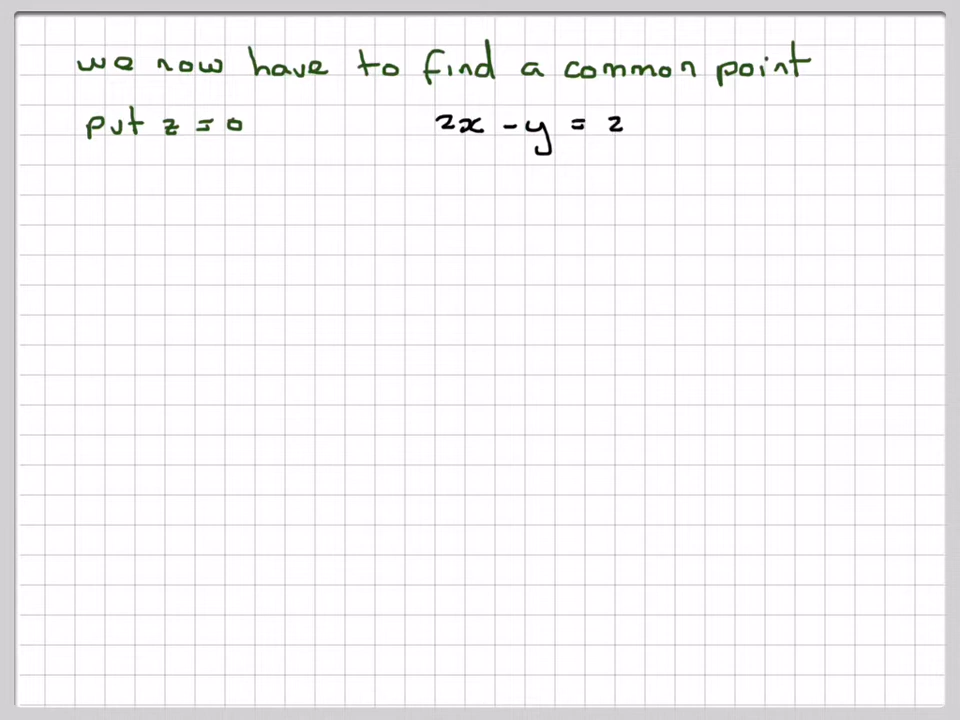 we now have to find a common point
put z = 0 2x - y = 2